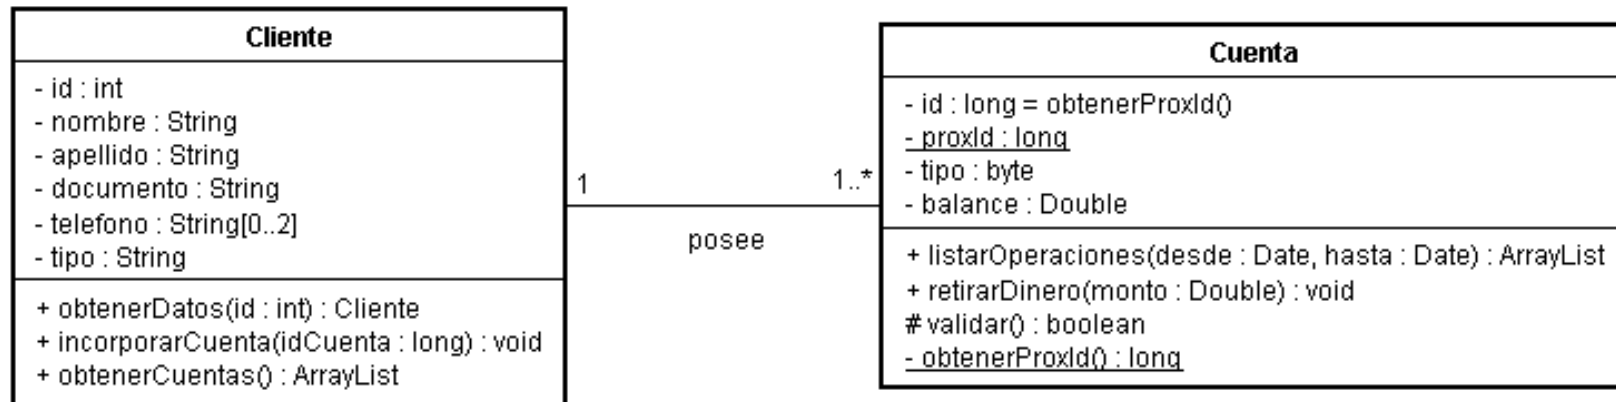 Cliente
- id : int
- nombre : String
- apellido : String
- documento : String
- telefono : String[0..2]
- tipo : String
+ obtenerDatos(id : int) : Cliente
+ incorporarCuenta(idCuenta : long) : void
+ obtenerCuentas() : ArrayList
1
1..*
posee
Cuenta
- id : long = obtenerProxId()
- proxId : long
- tipo : byte
- balance : Double
+ listarOperaciones(desde : Date, hasta : Date) : ArrayList
+ retirarDinero(monto : Double) : void
# validar() : boolean
- obtenerProxId() : long